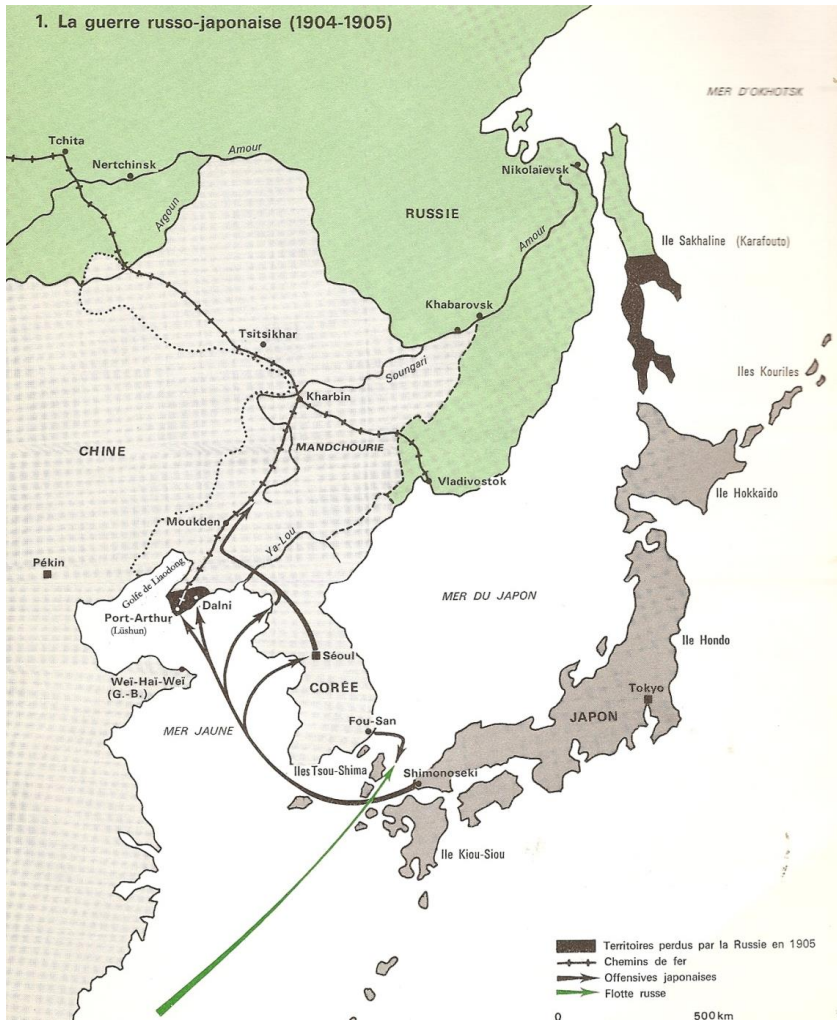 1. La guerre russo-japonaise (1904-1905)
MER D'OKHOTSK
Tchita
Nertchinsk
Amour
Argoun
RUSSIE
Nikolaïevsk
Amour
Ile Sakhaline (Karafouto)
Khabarovsk
Tsitsikhar
Soungari
Iles Kouriles
Kharbin
CHINE
MANDCHOURIE
Vladivostok
Ile Hokkaïdo
Moukden
Ya-Lou
Pékin
Golfe de Liaodong
MER DU JAPON
Port-Arthur
(Lüshun)
Dalni
Ile Hondo
Séoul
Weï-Haï-Weï
(G.-B.)
CORÉE
Tokyo
JAPON
MER JAUNE
Fou-San
Iles Tsou-Shima
Shimonoseki
Ile Kiou-Siou
Territoires perdus par la Russie en 1905
Chemins de fer
Offensives japonaises
Flotte russe
0 500 km